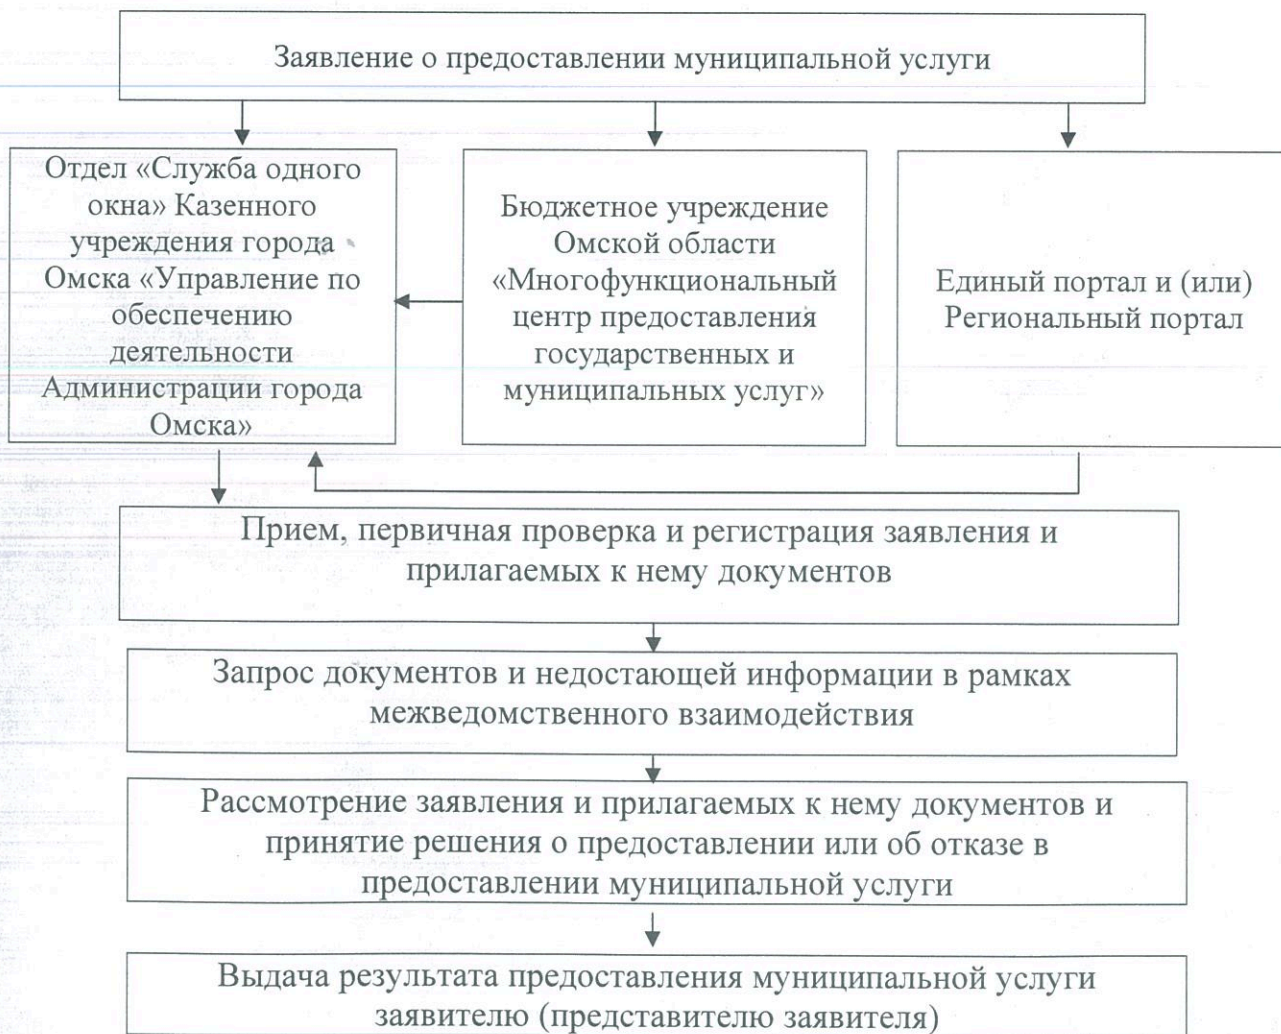 Заявление о предоставлении муниципальной услуги
Отдел «Служба одного
окна» Казенного
учреждения города
Омска «Управление по
обеспечению
деятельности
Администрации города
Омска»
Бюджетное учреждение
Омской области
«Многофункциональный
центр предоставления
государственных и
муниципальных услуг»
Единый портал и (или)
Региональный портал
Прием, первичная проверка и регистрация заявления и
прилагаемых к нему документов
Запрос документов и недостающей информации в рамках
межведомственного взаимодействия
Рассмотрение заявления и прилагаемых к нему документов и
принятие решения о предоставлении или об отказе в
предоставлении муниципальной услуги
Выдача результата предоставления муниципальной услуги
заявителю (представителю заявителя)